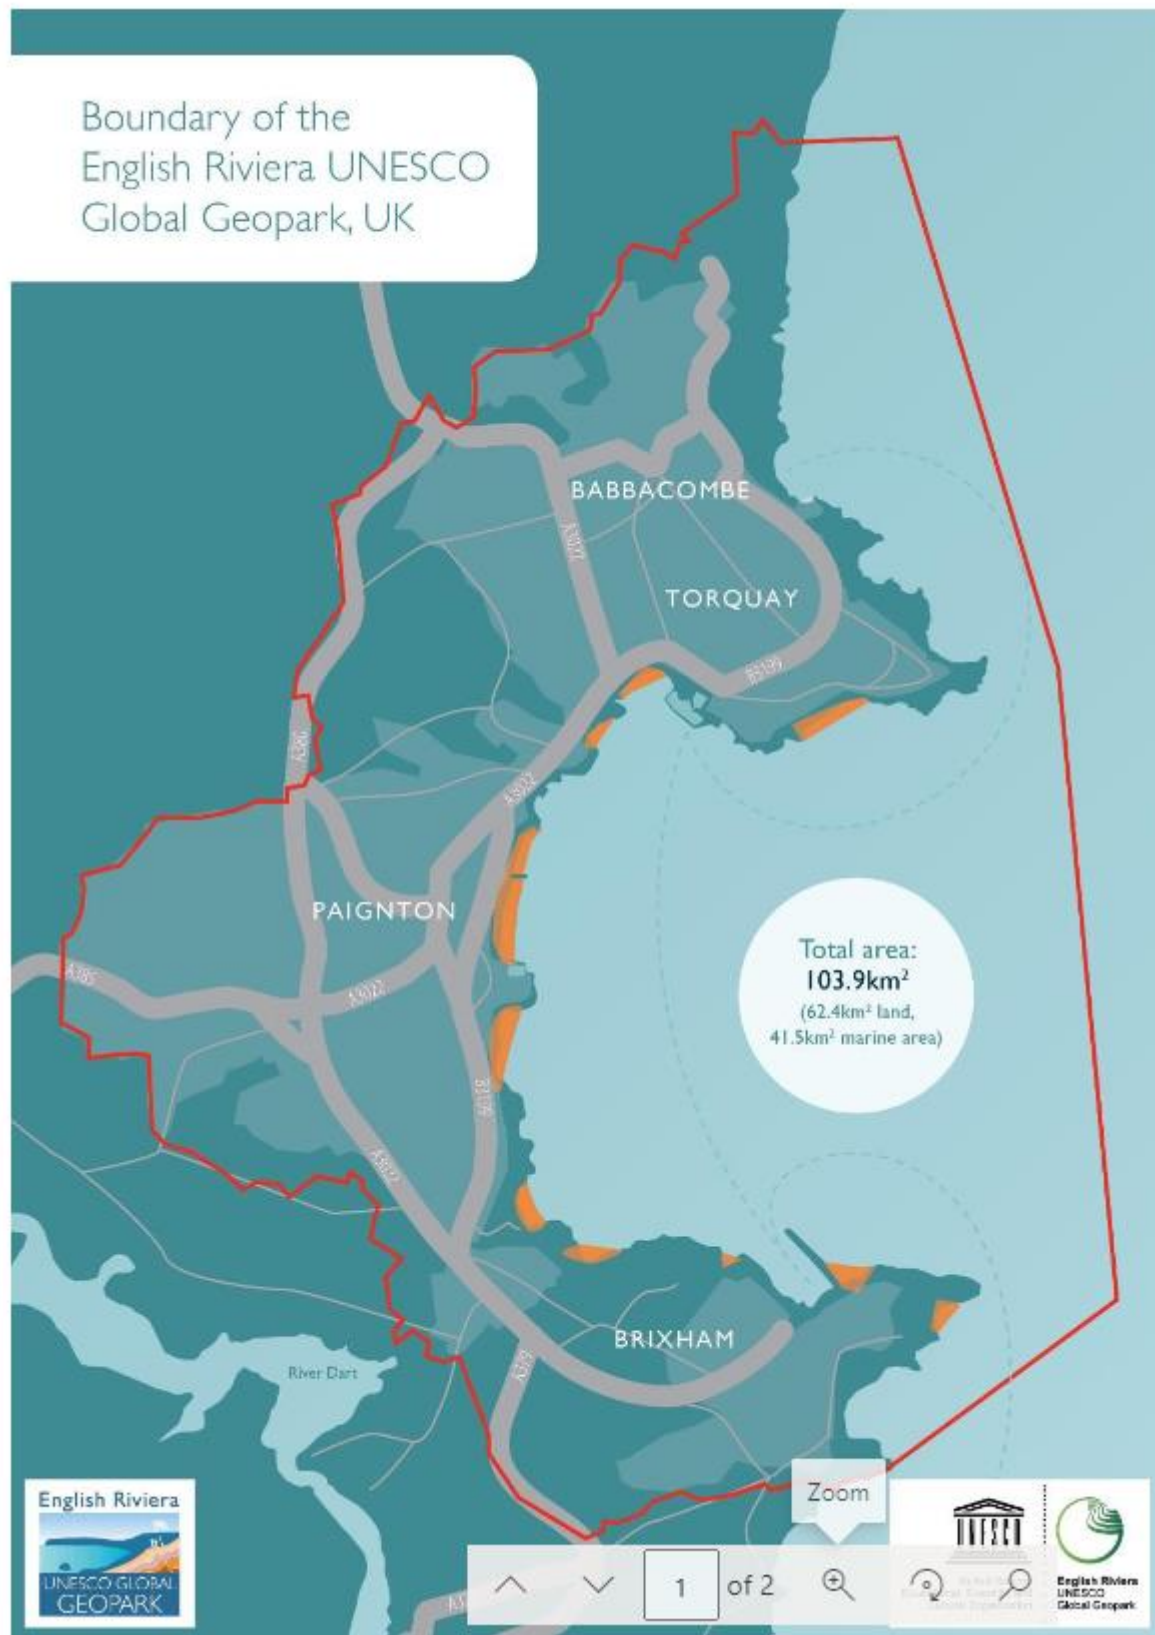 Boundary of the
English Riviera UNESCO
Global Geopark, UK
BABBACOMBE
A3022
TORQUAY
B3199
A380
A3022
PAIGNTON
Total area:
103.9km²
(62.4km² land,
41.5km² marine area)
A385
A3022
A3022
BRIXHAM
A379
River Dart
English Riviera
UNESCO GLOBAL
GEOPARK
Zoom
1 of 2
UNESCO
English Riviera
UNESCO
Global Geopark